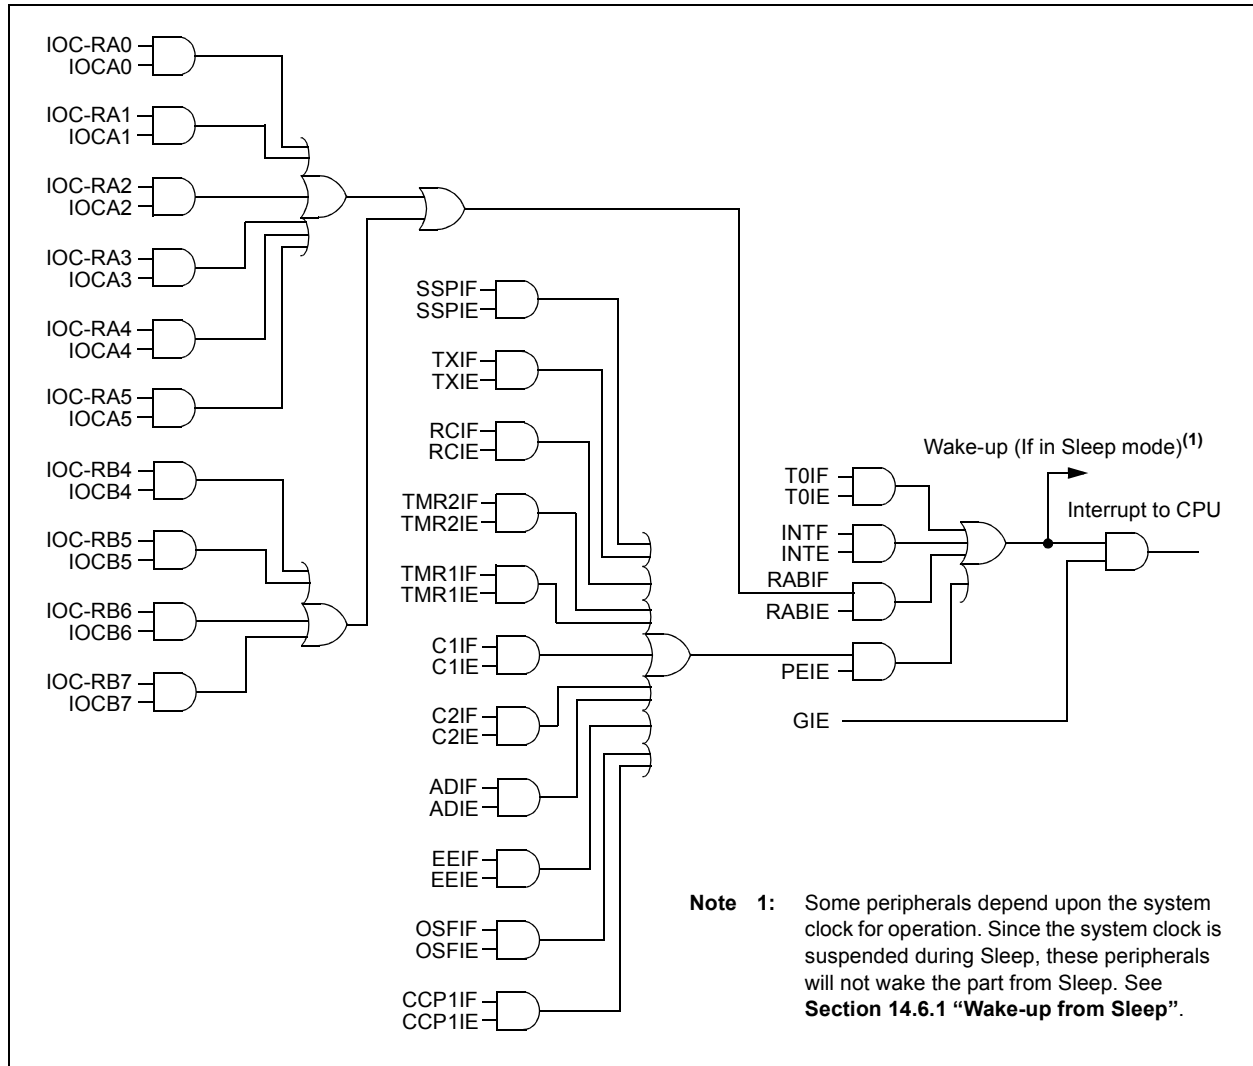 IOC-RA0
IOCA0
IOC-RA1
IOCA1
IOC-RA2
IOCA2
IOC-RA3
IOCA3
IOC-RA4
IOCA4
IOC-RA5
IOCA5
IOC-RB4
IOCB4
IOC-RB5
IOCB5
IOC-RB6
IOCB6
IOC-RB7
IOCB7
SSPIF
SSPIE
TXIF
TXIE
RCIF
RCIE
TMR2IF
TMR2IE
TMR1IF
TMR1IE
C1IF
C1IE
C2IF
C2IE
ADIF
ADIE
EEIF
EEIE
OSFIF
OSFIE
CCP1IF
CCP1IE
T0IF
T0IE
INTF
INTE
RABIF
RABIE
PEIE
GIE
Wake-up (If in Sleep mode)(1)
Interrupt to CPU
Note 1: Some peripherals depend upon the system
clock for operation. Since the system clock is
suspended during Sleep, these peripherals
will not wake the part from Sleep. See
Section 14.6.1 “Wake-up from Sleep”.